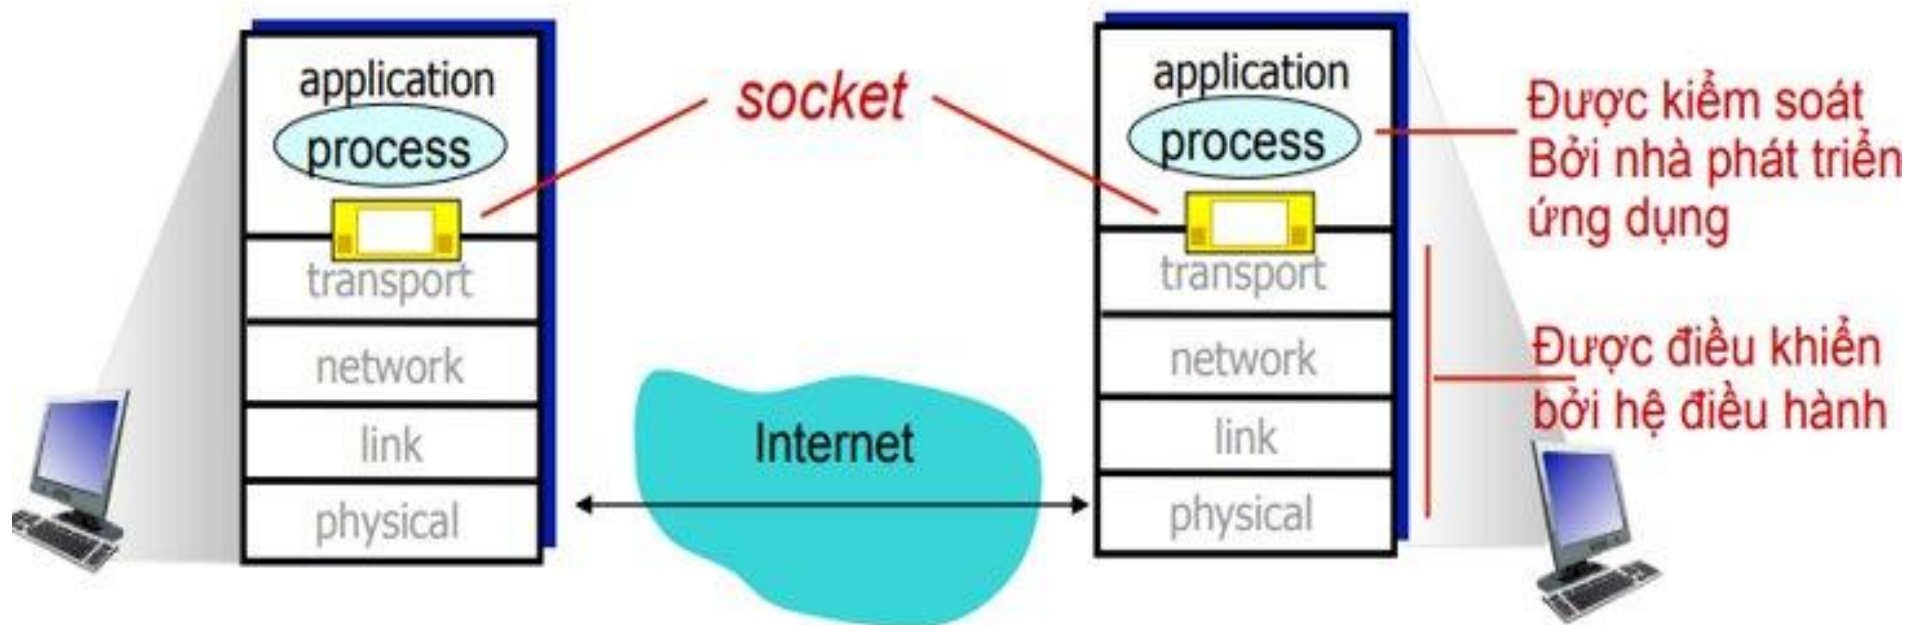 application
process
transport
network
link
physical
socket
Internet
application
process
transport
network
link
physical
Được kiểm soát
Bởi nhà phát triển
ứng dụng
Được điều khiển
bởi hệ điều hành